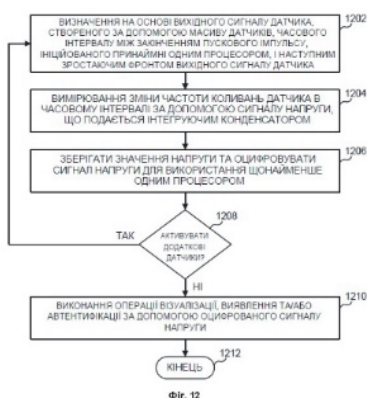 ВИЗНАЧЕННЯ НА ОСНОВІ ВИХІДНОГО СИГНАЛУ ДАТЧИКА,
СТВОРЕНОГО ЗА ДОПОМОГОЮ МАСИВУ ДАТЧИКІВ, ЧАСОВОГО
ІНТЕРВАЛУ МІЖ ЗАКІНЧЕННЯМ ПУСКОВОГО ІМПУЛЬСУ,
ІНІЦІЙОВАНОГО ПРИНАЙМНІ ОДНИМ ПРОЦЕСОРОМ, І НАСТУПНИМ
ЗРОСТАЮЧИМ ФРОНТОМ ВИХІДНОГО СИГНАЛУ ДАТЧИКА
1202
ВИМІРЮВАННЯ ЗМІНИ ЧАСТОТИ КОЛИВАНЬ ДАТЧИКА В
ЧАСОВОМУ ІНТЕРВАЛІ ЗА ДОПОМОГОЮ СИГНАЛУ НАПРУГИ,
ЩО ПОДАЄТЬСЯ ІНТЕГРУЮЧИМ КОНДЕНСАТОРОМ
1204
ЗБЕРІГАТИ ЗНАЧЕННЯ НАПРУГИ ТА ОЦИФРОВУВАТИ
СИГНАЛ НАПРУГИ ДЛЯ ВИКОРИСТАННЯ ЩОНАЙМЕНШЕ
ОДНИМ ПРОЦЕСОРОМ
1206
ТАК
АКТИВУВАТИ
ДОДАТКОВІ
ДАТЧИКИ?
1208
НІ
ВИКОНАННЯ ОПЕРАЦІЇ ВІЗУАЛІЗАЦІЇ, ВИЯВЛЕННЯ ТА/АБО
АВТЕНТИФІКАЦІЇ ЗА ДОПОМОГОЮ ОЦИФРОВАНОГО СИГНАЛУ
НАПРУГИ
1210
КІНЕЦЬ
1212
Фіг. 12